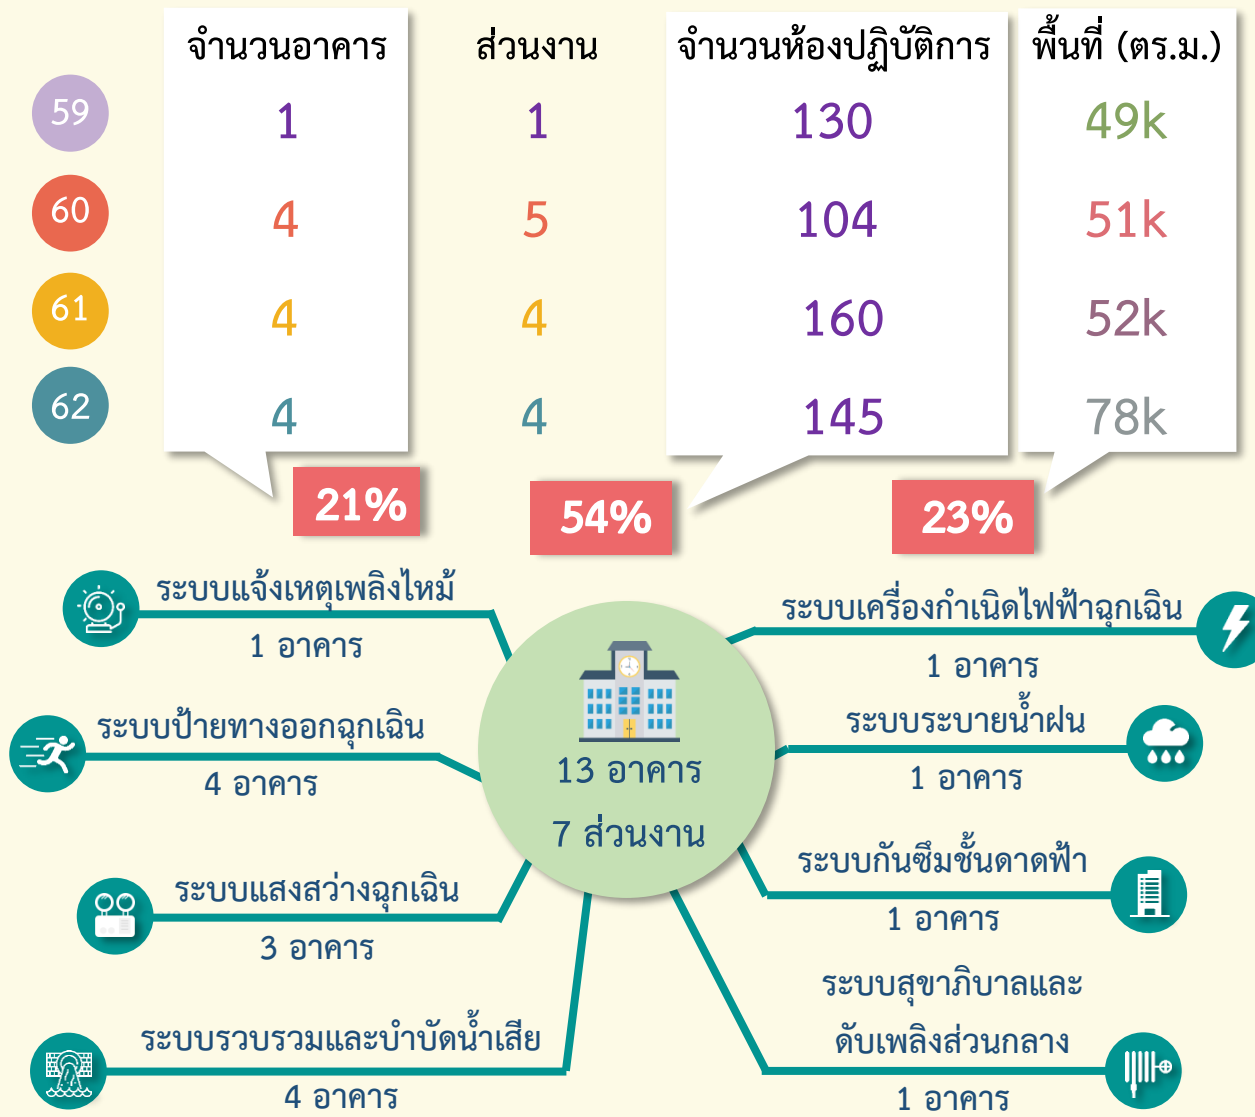 จำนวนอาคาร ส่วนงาน จำนวนห้องปฏิบัติการ พื้นที่ (ตร.ม.)
59 1 1 130 49k
60 4 5 104 51k
61 4 4 160 52k
62 4 4 145 78k
21% 54% 23%
ระบบแจ้งเหตุเพลิงไหม้
1 อาคาร
ระบบป้ายทางออกฉุกเฉิน
4 อาคาร
ระบบแสงสว่างฉุกเฉิน
3 อาคาร
ระบบรวบรวมและบำบัดน้ำเสีย
4 อาคาร
13 อาคาร
7 ส่วนงาน
ระบบเครื่องกำเนิดไฟฟ้าฉุกเฉิน
1 อาคาร
ระบบระบายน้ำฝน
1 อาคาร
ระบบกันซึมชั้นดาดฟ้า
1 อาคาร
ระบบสุขาภิบาลและ
ดับเพลิงส่วนกลาง
1 อาคาร